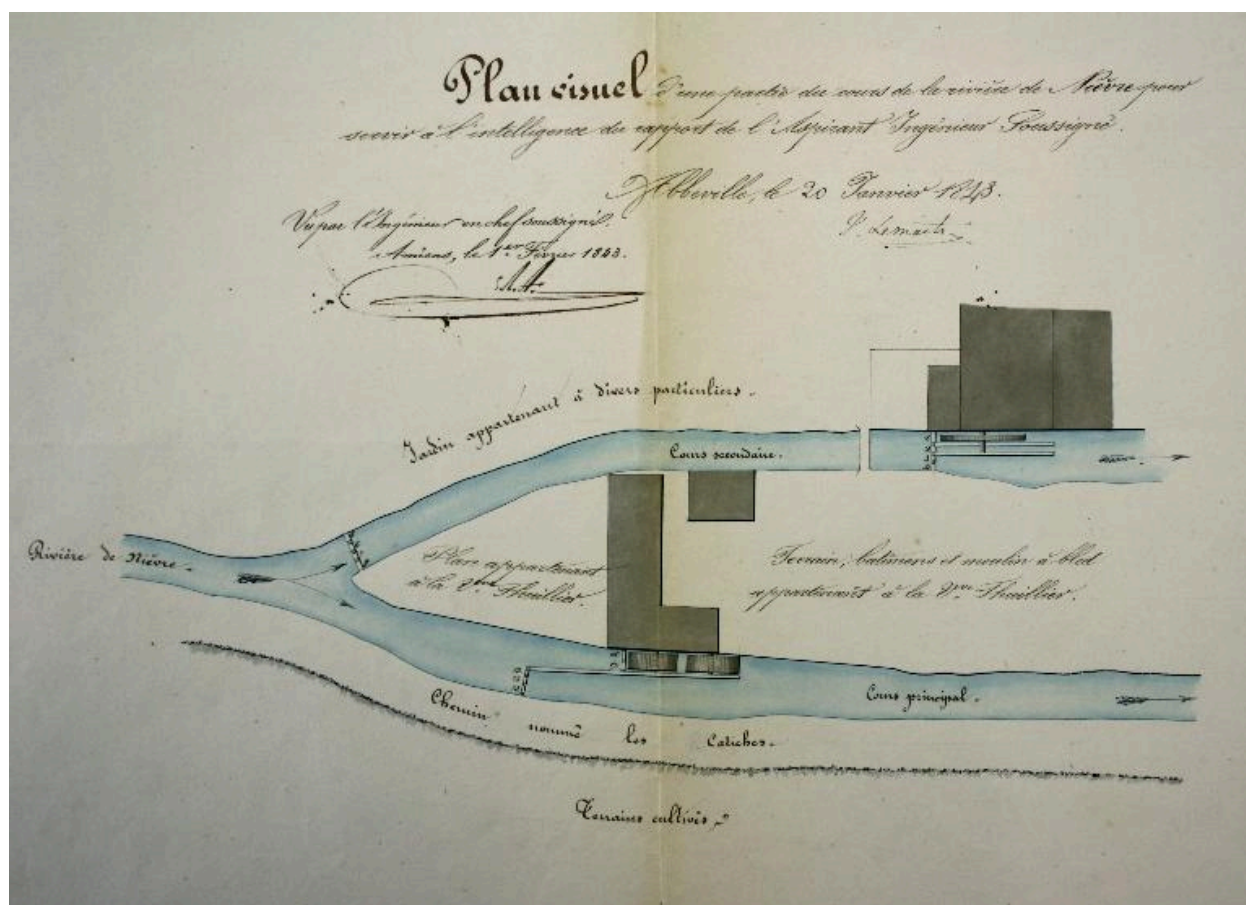 Plan visuel d'une partie du cours de la rivière de Nièvre pour
servir à l'intelligence du rapport de l'Aspirant Ingénieur Soussigné.
Abbeville, le 20 Janvier 1843.
Vu par l'Ingénieur en chef soussigné.
Amiens, le 1er Février 1843.
Jardin appartenant à divers particuliers.
Cours secondaire.
Rivière de Nièvre.
appartenant
à la Vve Thuillier.
Terrain, batimens et moulin à bled
appartenant à la Vve Thuillier.
Cours principal.
Chemin nommé les Catiches.
Terrains cultivés